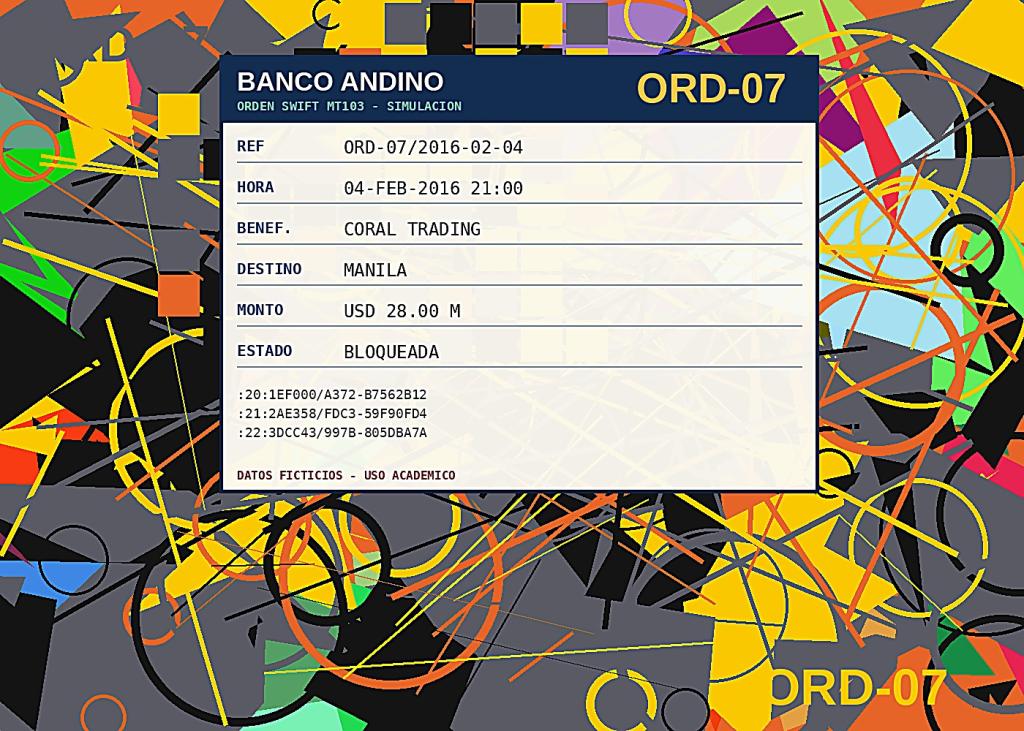 BANCO ANDINO
ORD-07
ORDEN SWIFT MT103 - SIMULACION
REF ORD-07/2016-02-04
HORA 04-FEB-2016 21:00
BENEF. CORAL TRADING
DESTINO MANILA
MONTO USD 28.00 M
ESTADO BLOQUEADA
:20:1EF000/A372-B7562B12
:21:2AE358/FDC3-59F90FD4
:22:3DCC43/997B-805DBA7A
DATOS FICTICIOS - USO ACADEMICO
ORD-07